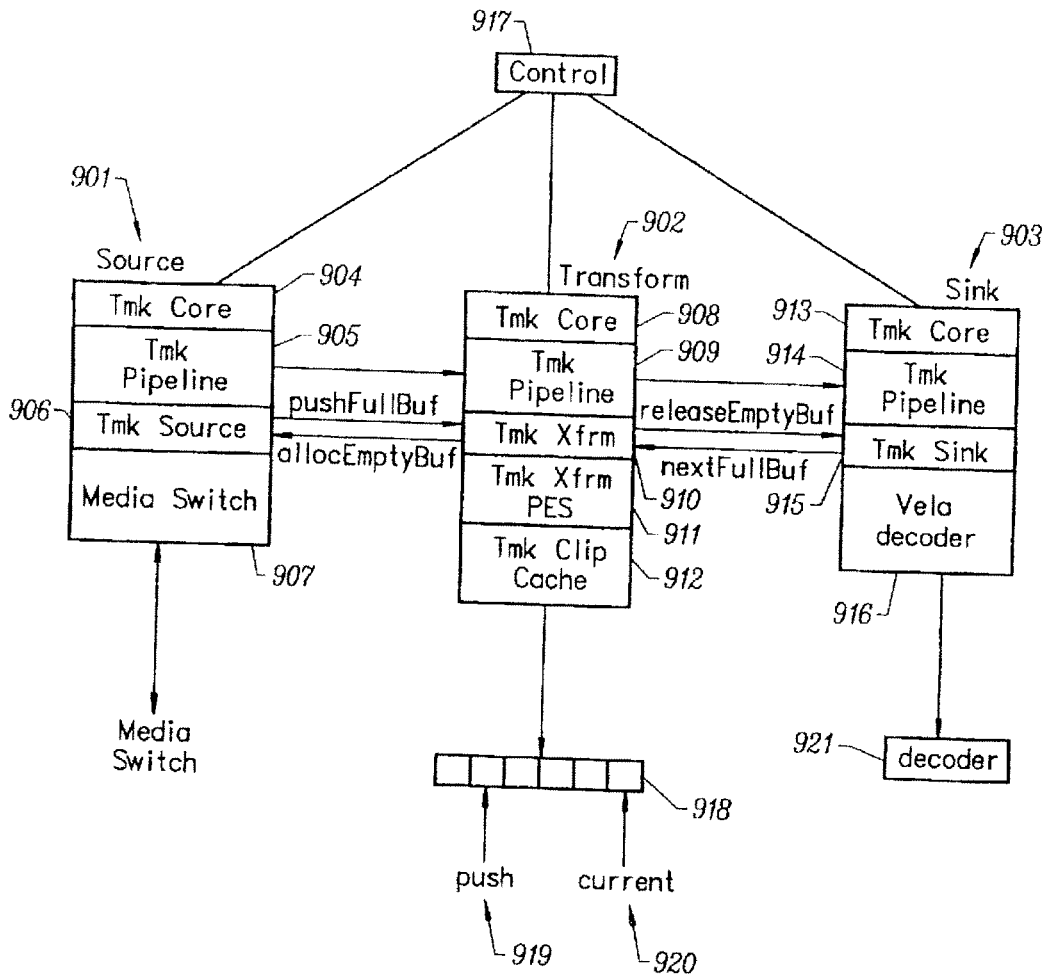 917
Control
901
902
903
Source
904
Transform
Sink
Tmk Core
Tmk Core
908
913
Tmk Core
905
Tmk
Pipeline
Tmk
Pipeline
909
914
Tmk
Pipeline
906
pushFullBuf
releaseEmptyBuf
Tmk Source
Tmk Xfrm
Tmk Sink
allocEmptyBuf
nextFullBuf
910
915
Media Switch
Tmk Xfrm
PES
911
Vela
decoder
907
Tmk Clip
Cache
912
916
Media
Switch
921
decoder
918
push
current
919
920